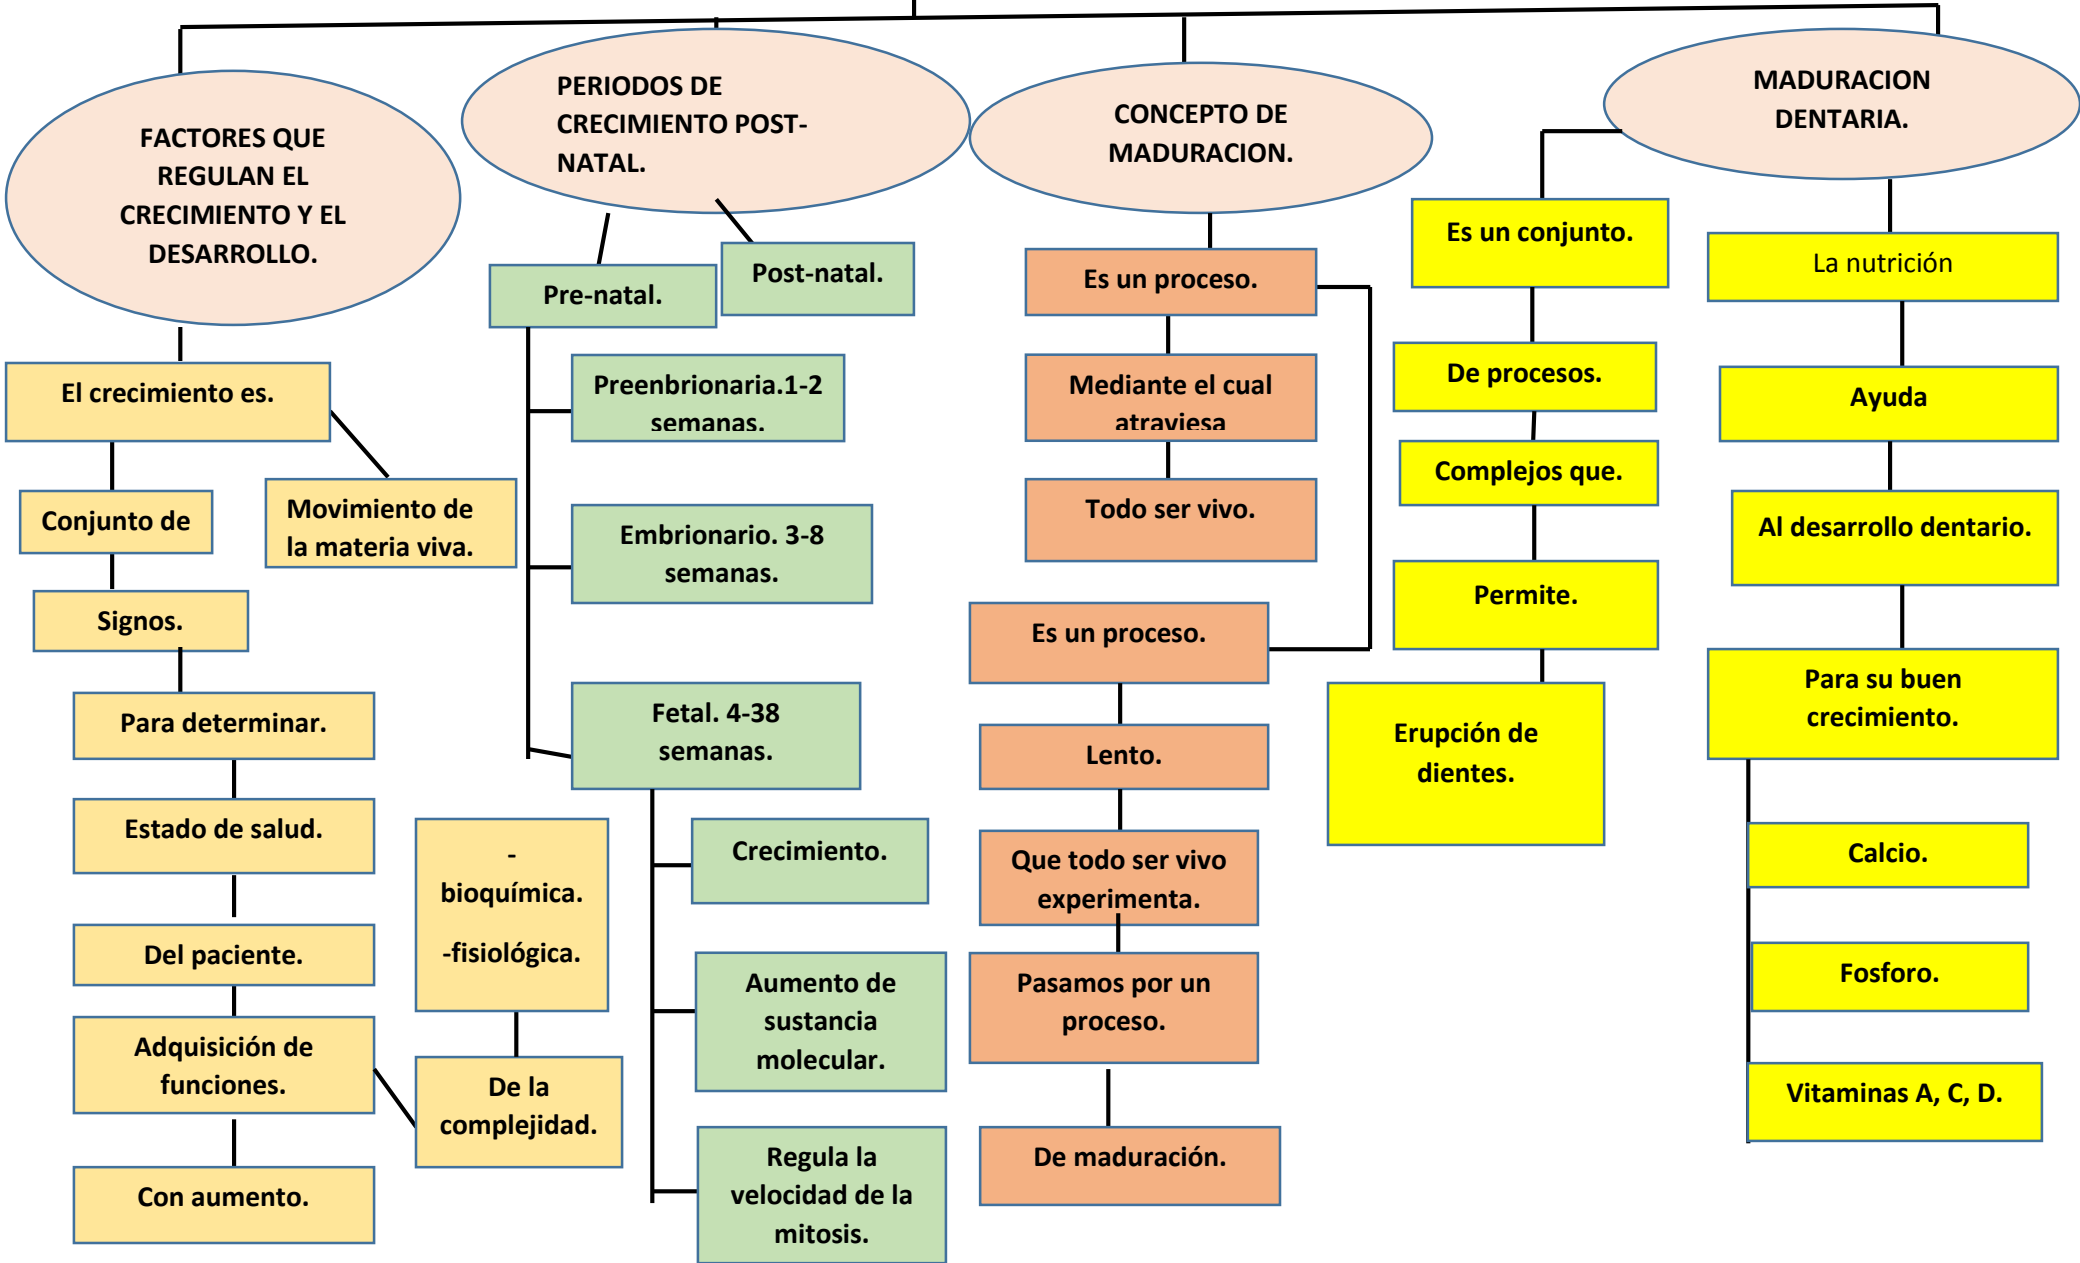 FACTORES QUE
REGULAN EL
CRECIMIENTO Y EL
DESARROLLO.
El crecimiento es.
Conjunto de
Movimiento de
la materia viva.
Signos.
Para determinar.
Estado de salud.
Del paciente.
Adquisición de
funciones.
Con aumento.
-
bioquímica.
-fisiológica.
De la
complejidad.
PERIODOS DE
CRECIMIENTO POST-
NATAL.
Pre-natal.
Post-natal.
Preenbrionaria.1-2
semanas.
Embrionario. 3-8
semanas.
Fetal. 4-38
semanas.
Crecimiento.
Aumento de
sustancia
molecular.
Regula la
velocidad de la
mitosis.
CONCEPTO DE
MADURACION.
Es un proceso.
Mediante el cual
atraviesa
Todo ser vivo.
Es un proceso.
Lento.
Que todo ser vivo
experimenta.
Pasamos por un
proceso.
De maduración.
MADURACION
DENTARIA.
Es un conjunto.
De procesos.
Complejos que.
Permite.
Erupción de
dientes.
La nutrición
Ayuda
Al desarrollo dentario.
Para su buen
crecimiento.
Calcio.
Fosforo.
Vitaminas A, C, D.